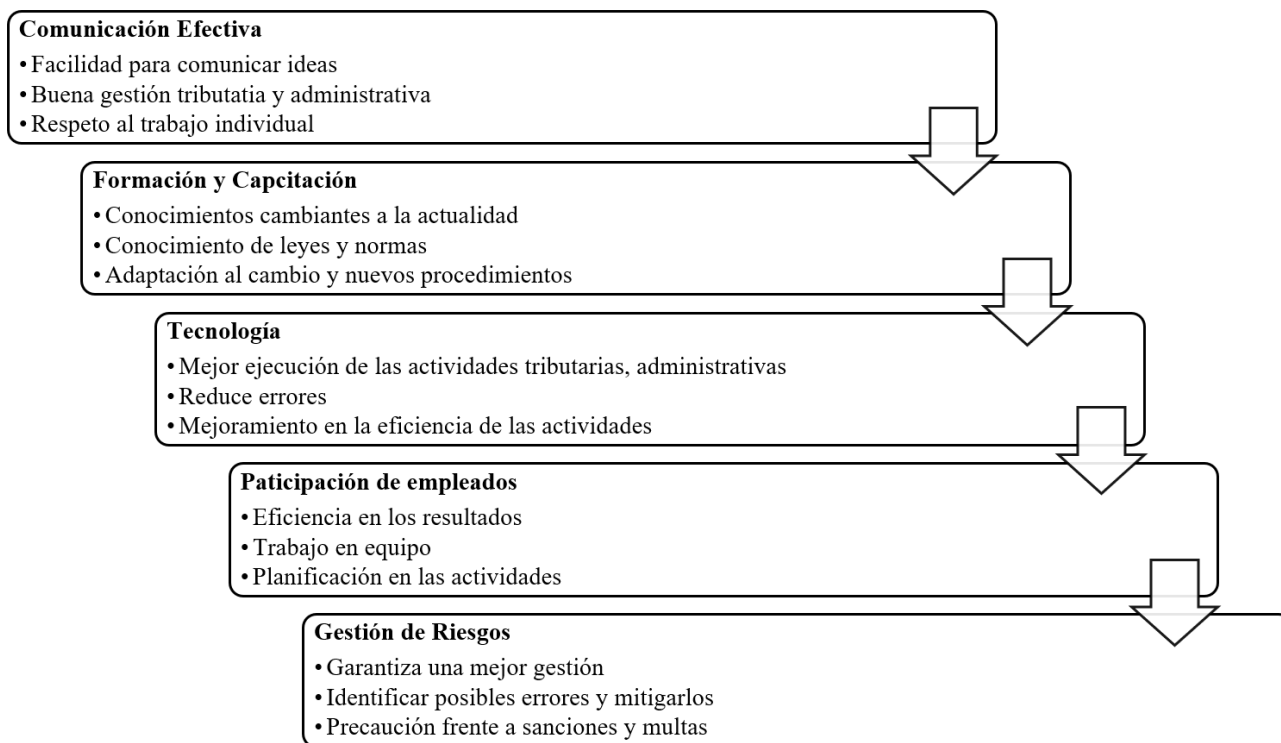 Comunicación Efectiva
• Facilidad para comunicar ideas
• Buena gestión tributatia y administrativa
• Respeto al trabajo individual
Formación y Capcitación
• Conocimientos cambiantes a la actualidad
• Conocimiento de leyes y normas
• Adaptación al cambio y nuevos procedimientos
Tecnología
• Mejor ejecución de las actividades tributarias, administrativas
• Reduce errores
• Mejoramiento en la eficiencia de las actividades
Paticipación de empleados
• Eficiencia en los resultados
• Trabajo en equipo
• Planificación en las actividades
Gestión de Riesgos
• Garantiza una mejor gestión
• Identificar posibles errores y mitigarlos
• Precaución frente a sanciones y multas